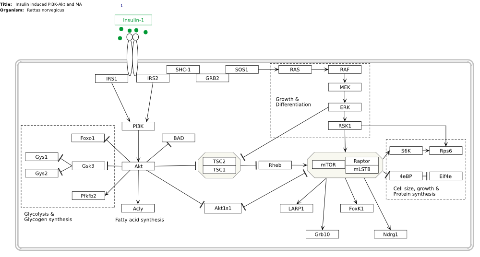 Title: Insulin induced PI3K-Akt and MA
Organism: Rattus norvegicus
1
Insulin-1
SHC-1
SOS1
RAS
RAF
IRS1
IRS2
GRB2
MEK
Growth &
Differentiation
ERK
RSK1
PI3K
Foxo1
BAD
S6K
Rps6
Gys1
Gsk3
Akt
TSC2
TSC1
Rheb
mTOR
Raptor
mLST8
Gys2
4eBP
Eif4e
Cell size, growth &
Protein synthesis
Pfkfb2
Acly
Akt1s1
LARP1
FoxK1
Glycolysis &
Glycogen synthesis
Fatty acid synthesis
Grb10
Ndrg1